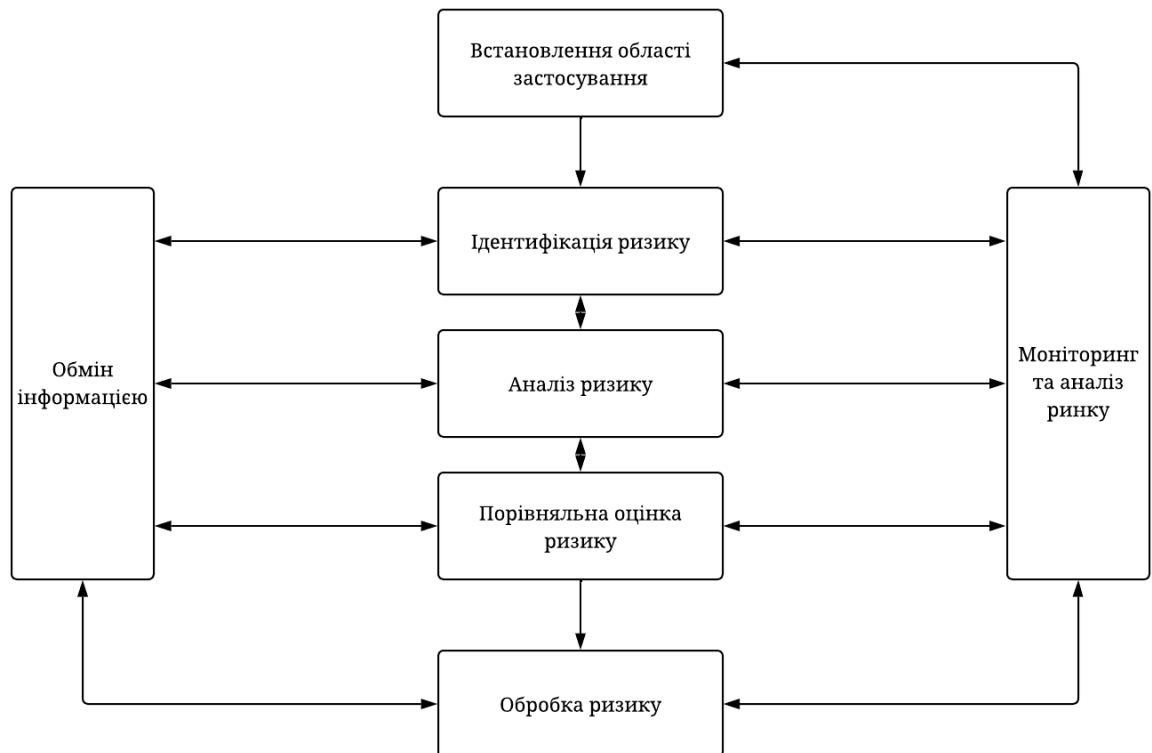 Встановлення області
застосування
Ідентифікація ризику
Обмін
інформацією
Аналіз ризику
Моніторинг
та аналіз
ринку
Порівняльна оцінка
ризику
Обробка ризику